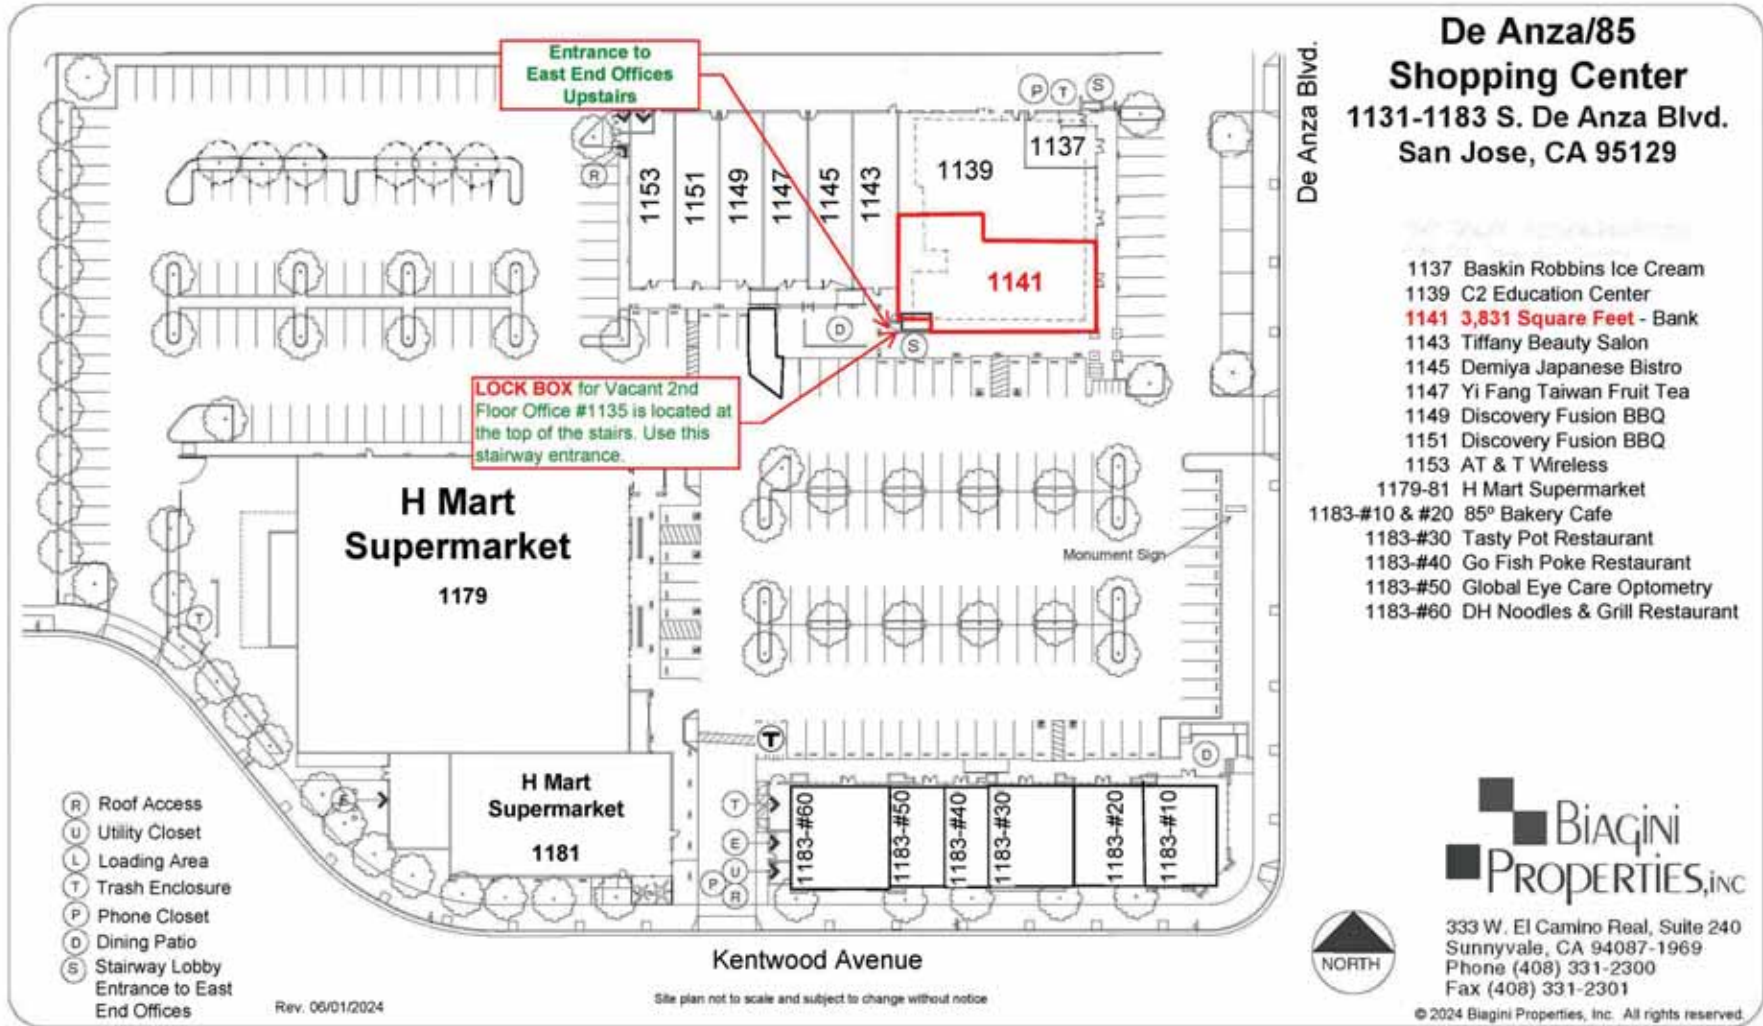 De Anza/85
Shopping Center
1131-1183 S. De Anza Blvd.
San Jose, CA 95129
De Anza Blvd.
Entrance to
East End Offices
Upstairs
P
T
S
R
1153
1151
1149
1147
1145
1143
1139
1137
1141
D
S
LOCK BOX for Vacant 2nd
Floor Office #1135 is located at
the top of the stairs. Use this
stairway entrance.
1137 Baskin Robbins Ice Cream
1139 C2 Education Center
1141 3,831 Square Feet - Bank
1143 Tiffany Beauty Salon
1145 Demiya Japanese Bistro
1147 Yi Fang Taiwan Fruit Tea
1149 Discovery Fusion BBQ
1151 Discovery Fusion BBQ
1153 AT & T Wireless
1179-81 H Mart Supermarket
1183-#10 & #20 85º Bakery Cafe
1183-#30 Tasty Pot Restaurant
1183-#40 Go Fish Poke Restaurant
1183-#50 Global Eye Care Optometry
1183-#60 DH Noodles & Grill Restaurant
H Mart
Supermarket
1179
Monument Sign
T
T
D
H Mart
Supermarket
1181
E
T
E
U
P
R
1183-#60
1183-#50
1183-#40
1183-#30
1183-#20
1183-#10
R Roof Access
U Utility Closet
L Loading Area
T Trash Enclosure
P Phone Closet
D Dining Patio
S Stairway Lobby
Entrance to East
End Offices
Rev. 06/01/2024
Kentwood Avenue
Site plan not to scale and subject to change without notice
NORTH
BiAGiNi
PROPERTiES,iNC
333 W. El Camino Real, Suite 240
Sunnyvale, CA 94087-1969
Phone (408) 331-2300
Fax (408) 331-2301
© 2024 Biagini Properties, Inc. All rights reserved.